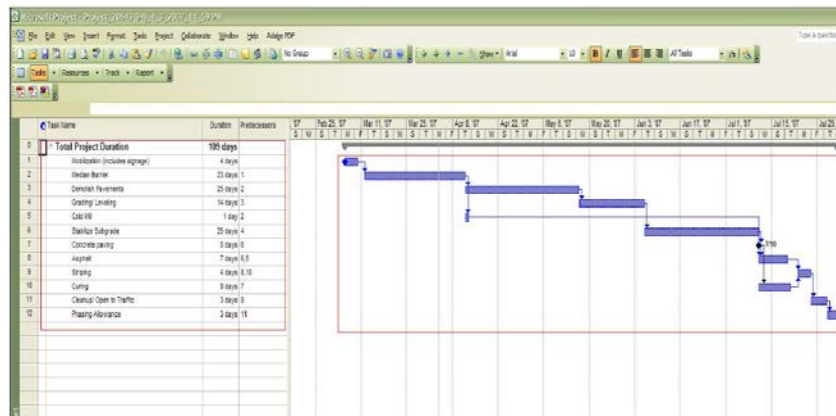 Microsoft Project - Project_20643
File Edit View Insert Format Tools Project Collaborate Window Help Adobe PDF
Type a question
No Group Show Arial 10 B I U All Tasks
Tasks Resources Track Report
Task Name Duration Predecessors '07 Feb 25, '07 Mar 11, '07 Mar 25, '07 Apr 8, '07 Apr 22, '07 May 6, '07 May 20, '07 Jun 3, '07 Jun 17, '07 Jul 1, '07 Jul 15, '07
S W S T M F T S W S T M F T S W S T M F T S W S T M F T S W S T M F T
0 Total Project Duration 109 days
1 Mobilization (includes signage) 4 days
2 Median Barrier 23 days 1
3 Demolish Pavements 25 days 2
4 Grading/ Leveling 14 days 3
5 Cold Mill 1 day 2
6 Stabilize Subgrade 25 days 4
7 Concrete paving 0 days 6
8 Asphalt 7 days 6,5
9 Striping 4 days 8,10
10 Curing 8 days 7
11 Cleanup/ Open to Traffic 3 days 9
12 Phasing Allowance 3 days 11